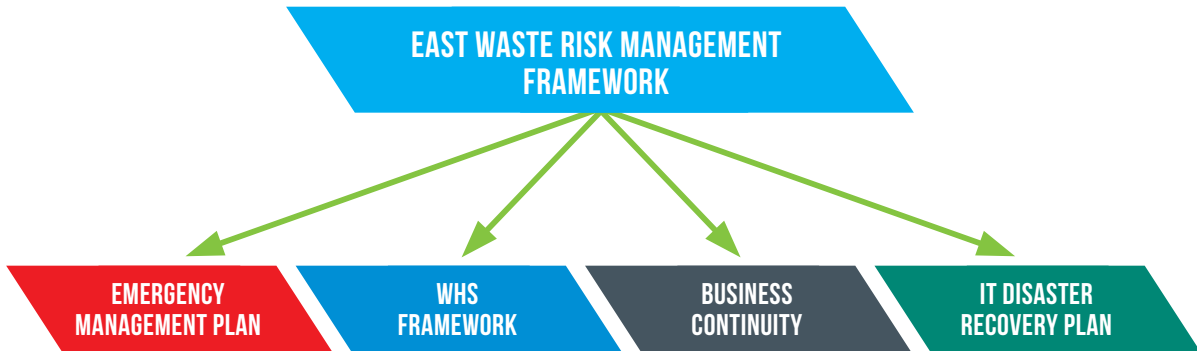 EAST WASTE RISK MANAGEMENT
FRAMEWORK
EMERGENCY
MANAGEMENT PLAN
WHS
FRAMEWORK
BUSINESS
CONTINUITY
IT DISASTER
RECOVERY PLAN